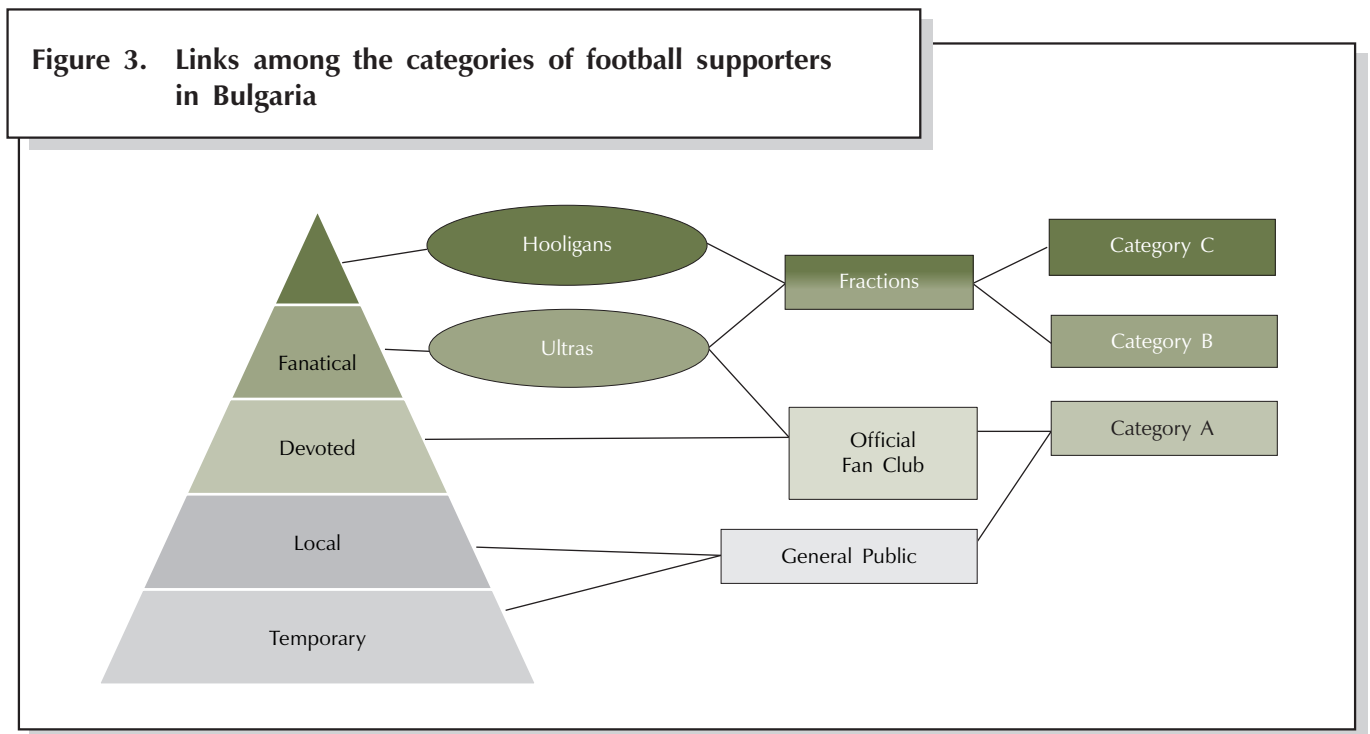 Figure 3. Links among the categories of football supporters
in Bulgaria
Hooligans
Category C
Fractions
Ultras
Category B
Fanatical
Category A
Official
Fan Club
Devoted
Local
General Public
Temporary